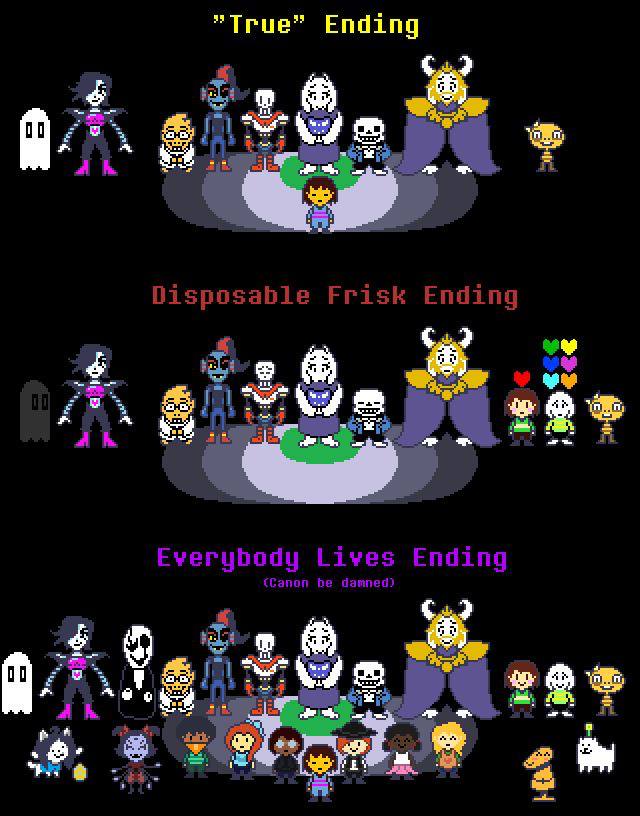 ”True” Ending
Disposable Frisk Ending
Everybody Lives Ending
(Canon be damned)